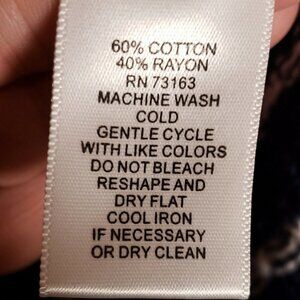 60% COTTON
40% RAYON
RN 73163
MACHINE WASH
COLD
GENTLE CYCLE
WITH LIKE COLORS
DO NOT BLEACH
RESHAPE AND
DRY FLAT
COOL IRON
IF NECESSARY
OR DRY CLEAN